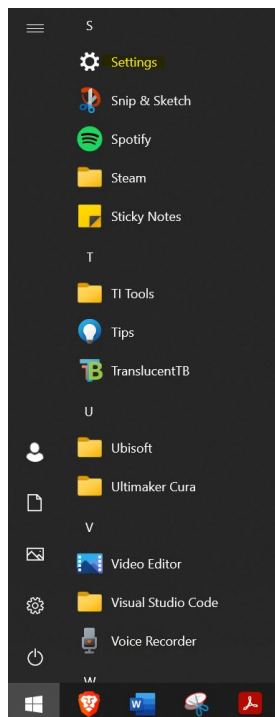 S
Settings
Snip & Sketch
Spotify
Steam
Sticky Notes
T
TI Tools
Tips
TranslucentTB
U
Ubisoft
Ultimaker Cura
V
Video Editor
Visual Studio Code
Voice Recorder
W